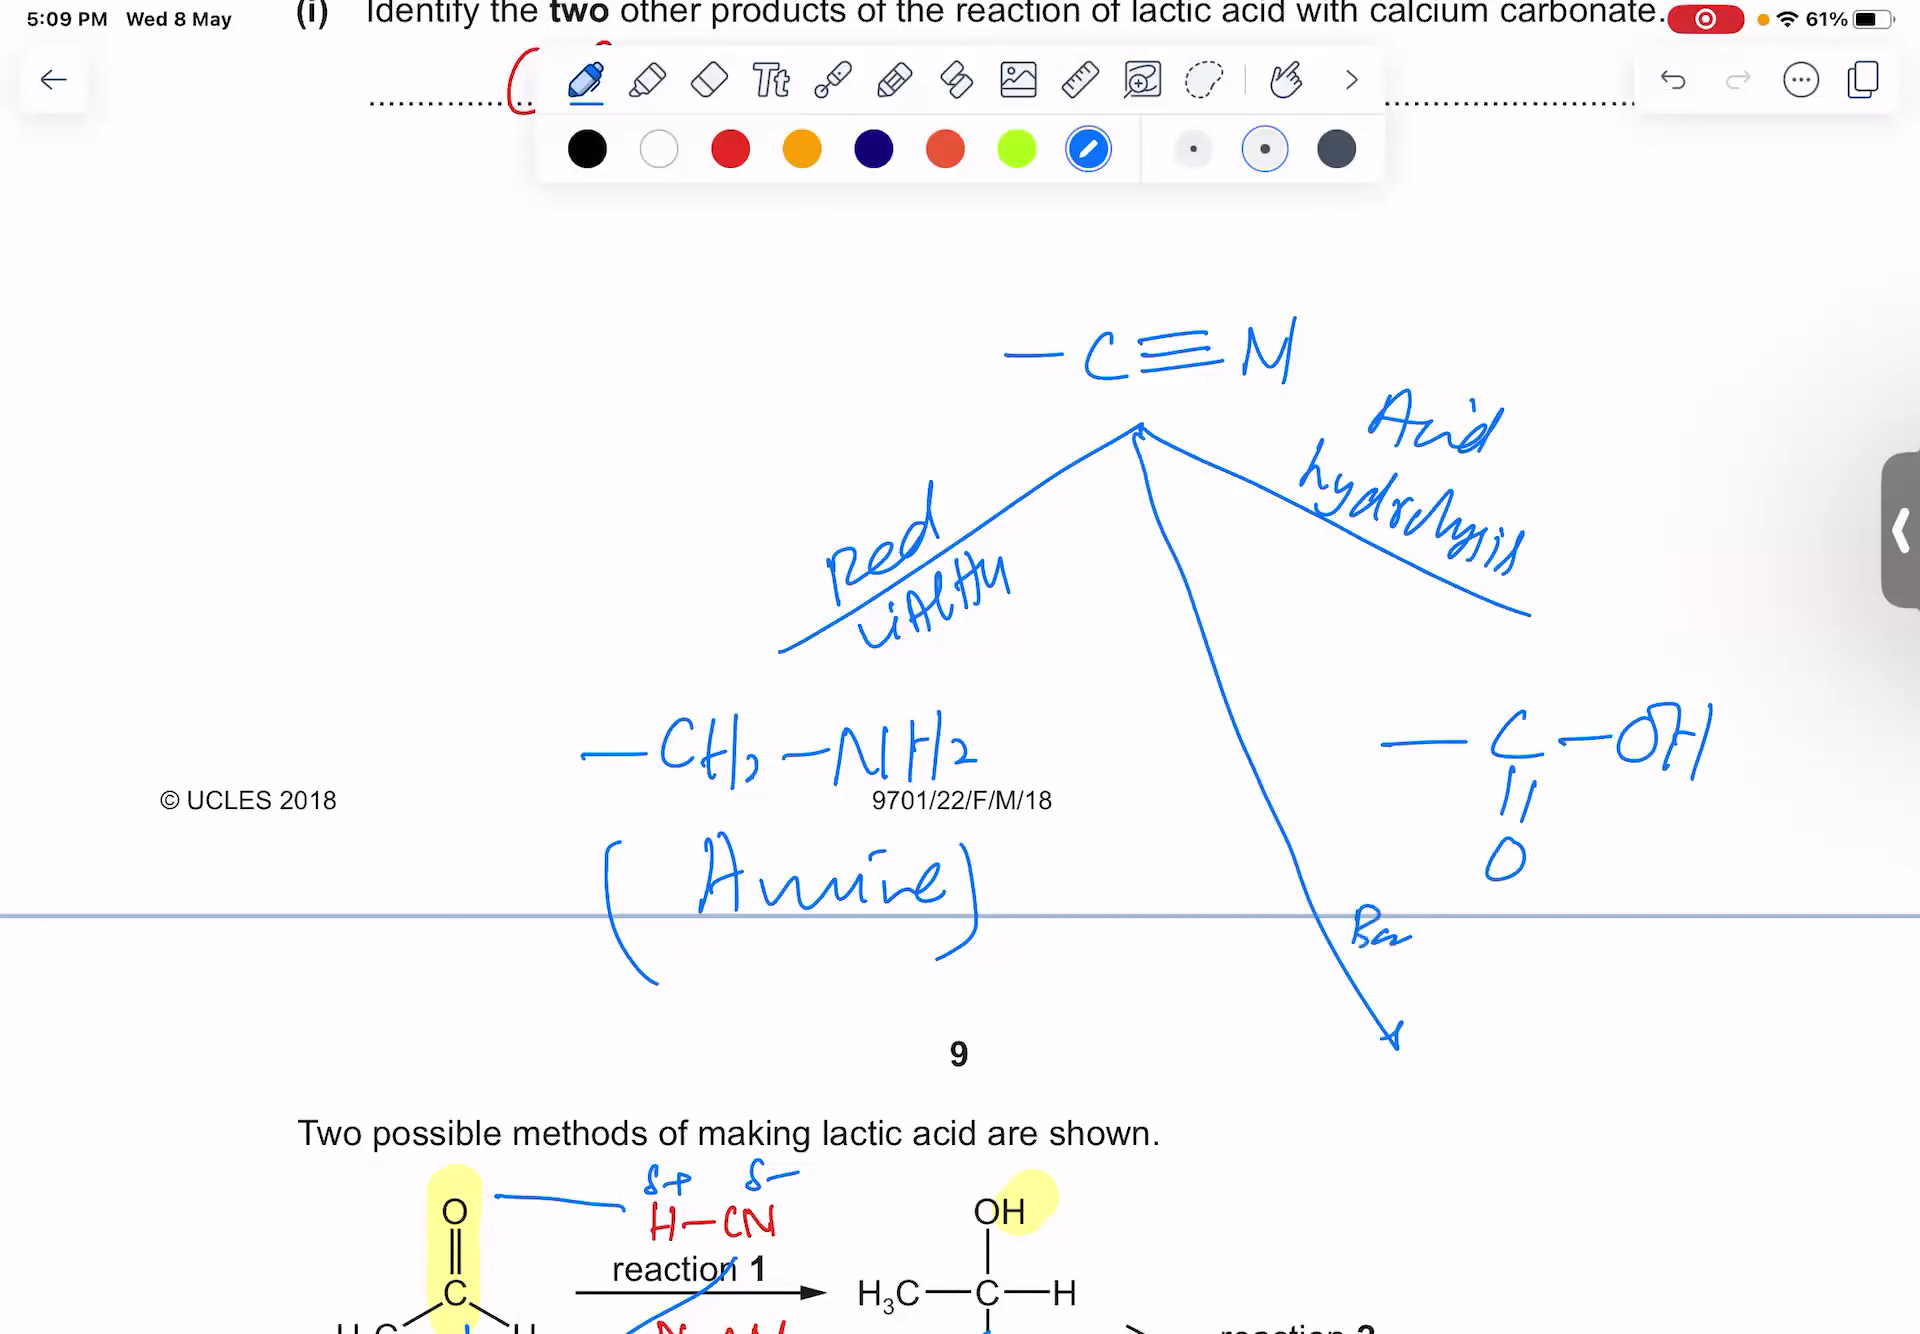 5:09 PM Wed 8 May
61%
(i) Identify the two other products of the reaction of lactic acid with calcium carbonate.
Tt
— C ≡ N
Acid
hydrolysis
Red
LiAlH4
— CH2 — NH2
— C — OH
O
© UCLES 2018
9701/22/F/M/18
(Amine)
9
Two possible methods of making lactic acid are shown.
δ+ δ−
H—CN
O
OH
reaction 1
C
H3C—C—H